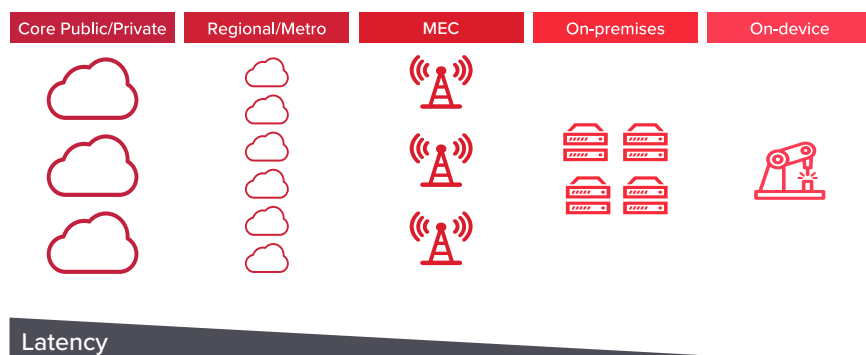 Core Public/Private
Regional/Metro
MEC
On-premises
On-device
Latency